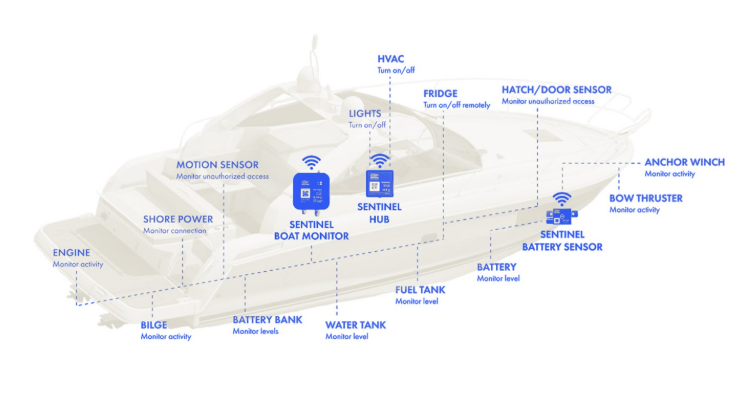 HVAC
Turn on/off
FRIDGE
Turn on/off remotely
HATCH/DOOR SENSOR
Monitor unauthorized access
LIGHTS
Turn on/off
MOTION SENSOR
Monitor unauthorized access
ANCHOR WINCH
Monitor activity
BOW THRUSTER
Monitor activity
SENTINEL
HUB
SENTINEL
BOAT MONITOR
SHORE POWER
Monitor connection
SENTINEL
BATTERY SENSOR
ENGINE
Monitor activity
BATTERY
Monitor level
FUEL TANK
Monitor level
BATTERY BANK
Monitor levels
WATER TANK
Monitor level
BILGE
Monitor activity